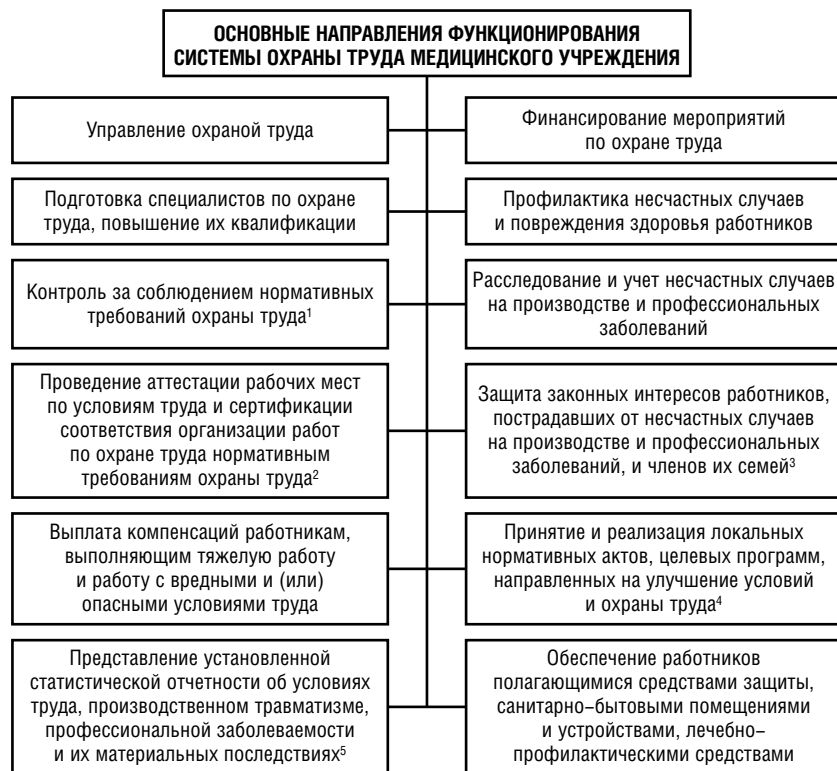 ОСНОВНЫЕ НАПРАВЛЕНИЯ ФУНКЦИОНИРОВАНИЯ
СИСТЕМЫ ОХРАНЫ ТРУДА МЕДИЦИНСКОГО УЧРЕЖДЕНИЯ
Управление охраной труда
Финансирование мероприятий
по охране труда
Подготовка специалистов по охране
труда, повышение их квалификации
Профилактика несчастных случаев
и повреждения здоровья работников
Контроль за соблюдением нормативных
требований охраны труда¹
Расследование и учет несчастных случаев
на производстве и профессиональных
заболеваний
Проведение аттестации рабочих мест
по условиям труда и сертификации
соответствия организации работ
по охране труда нормативным
требованиям охраны труда²
Защита законных интересов работников,
пострадавших от несчастных случаев
на производстве и профессиональных
заболеваний, и членов их семей³
Выплата компенсаций работникам,
выполняющим тяжелую работу
и работу с вредными и (или)
опасными условиями труда
Принятие и реализация локальных
нормативных актов, целевых программ,
направленных на улучшение условий
и охраны труда⁴
Представление установленной
статистической отчетности об условиях
труда, производственном травматизме,
профессиональной заболеваемости
и их материальных последствиях⁵
Обеспечение работников
полагающимися средствами защиты,
санитарно–бытовыми помещениями
и устройствами, лечебно–
профилактическими средствами